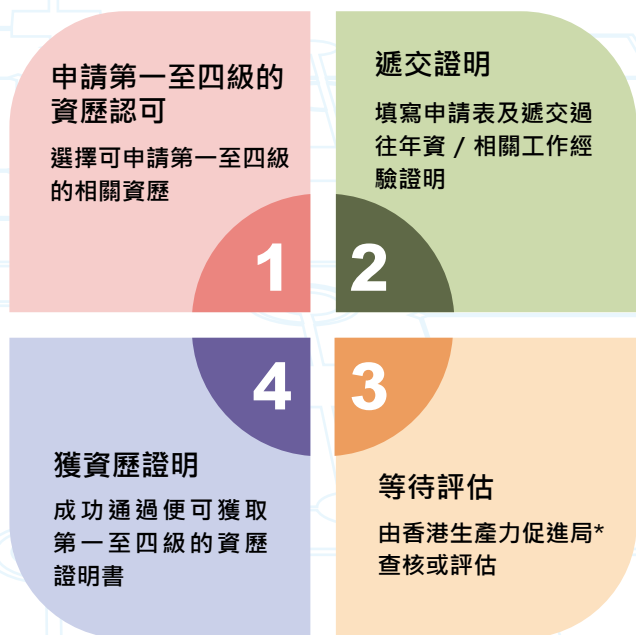 申請第一至四級的
資歷認可
選擇可申請第一至四級
的相關資歷
1
遞交證明
填寫申請表及遞交過
往年資 / 相關工作經
驗證明
2
3
等待評估
由香港生產力促進局*
查核或評估
4
獲資歷證明
成功通過便可獲取
第一至四級的資歷
證明書